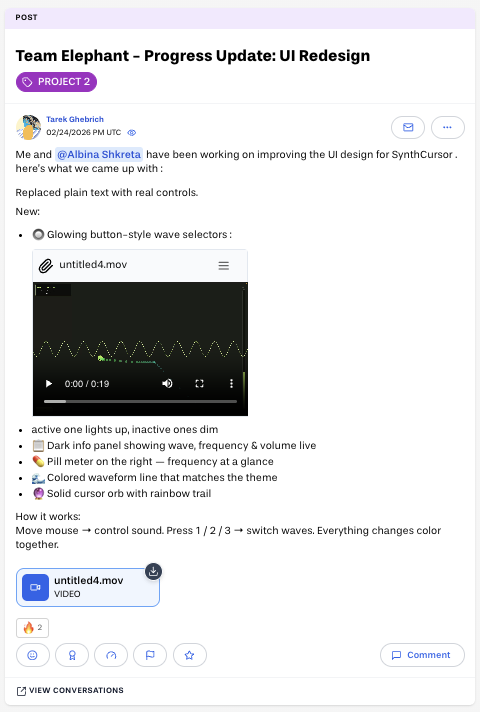 POST
Team Elephant - Progress Update: UI Redesign
PROJECT 2
Tarek Ghebrich
02/24/2026 PM UTC
Me and @Albina Shkreta have been working on improving the UI design for SynthCursor .
here's what we came up with :
Replaced plain text with real controls.
New:
• 🔘 Glowing button-style wave selectors :
untitled4.mov
0:00 / 0:19
• active one lights up, inactive ones dim
• 📋 Dark info panel showing wave, frequency & volume live
• 💊 Pill meter on the right — frequency at a glance
• 🌊 Colored waveform line that matches the theme
• 🔮 Solid cursor orb with rainbow trail
How it works:
Move mouse → control sound. Press 1 / 2 / 3 → switch waves. Everything changes color
together.
untitled4.mov
VIDEO
🔥 2
Comment
VIEW CONVERSATIONS